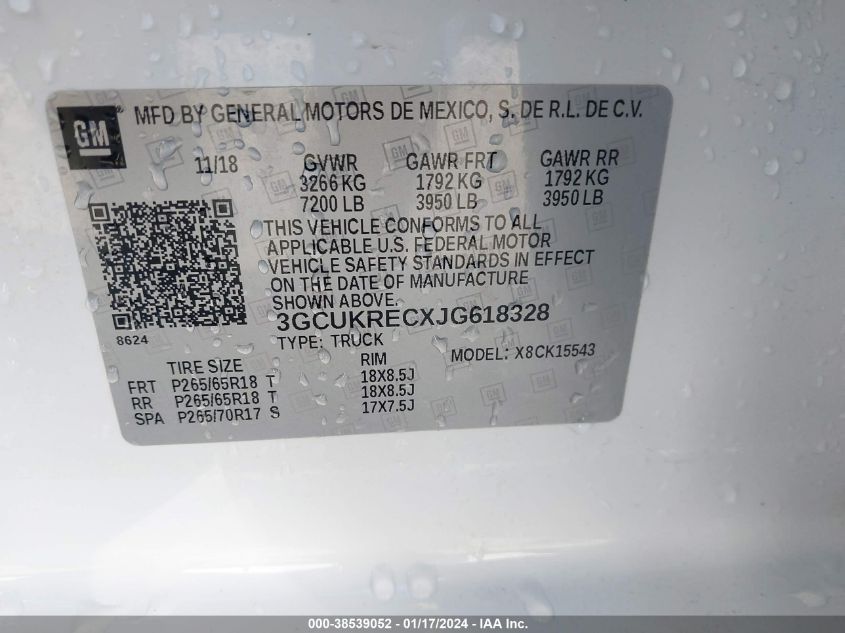 GM
MFD BY GENERAL MOTORS DE MEXICO, S. DE R.L. DE C.V.
11/18 GVWR GAWR FRT GAWR RR
3266 KG 1792 KG 1792 KG
7200 LB 3950 LB 3950 LB
THIS VEHICLE CONFORMS TO ALL
APPLICABLE U.S. FEDERAL MOTOR
VEHICLE SAFETY STANDARDS IN EFFECT
ON THE DATE OF MANUFACTURE
SHOWN ABOVE.
8624
3GCUKRECXJG618328
TYPE: TRUCK MODEL: X8CK15543
TIRE SIZE RIM
FRT P265/65R18 T 18X8.5J
RR P265/65R18 T 18X8.5J
SPA P265/70R17 S 17X7.5J
000-38539052 - 01/17/2024 - IAA Inc.